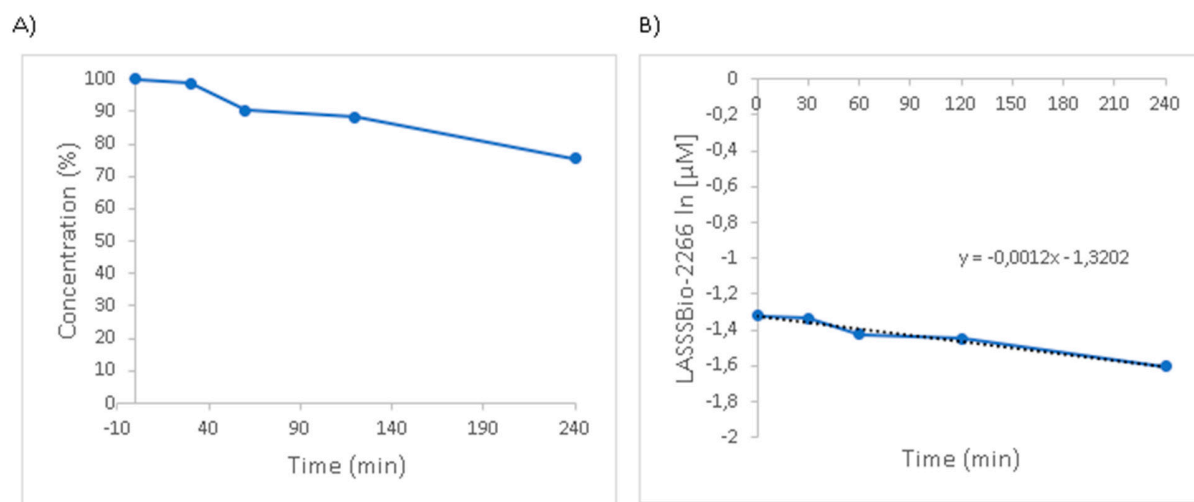 A)
100
90
80
70
60
50
40
30
20
10
0
-10 40 90 140 190 240
Concentration (%)
Time (min)
B)
0
0 30 60 90 120 150 180 210 240
-0,2
-0,4
-0,6
-0,8
-1
-1,2
-1,4
-1,6
-1,8
-2
LASSSBio-2266 ln [µM]
y = -0,0012x - 1,3202
Time (min)